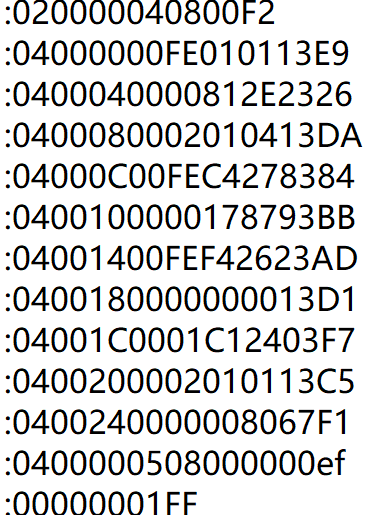 :020000040800F2
:04000000FE010113E9
:0400040000812E2326
:0400080002010413DA
:04000C00FEC4278384
:0400100000178793BB
:04001400FEF42623AD
:0400180000000013D1
:04001C0001C12403F7
:0400200002010113C5
:0400240000008067F1
:0400000508000000ef
:00000001FF